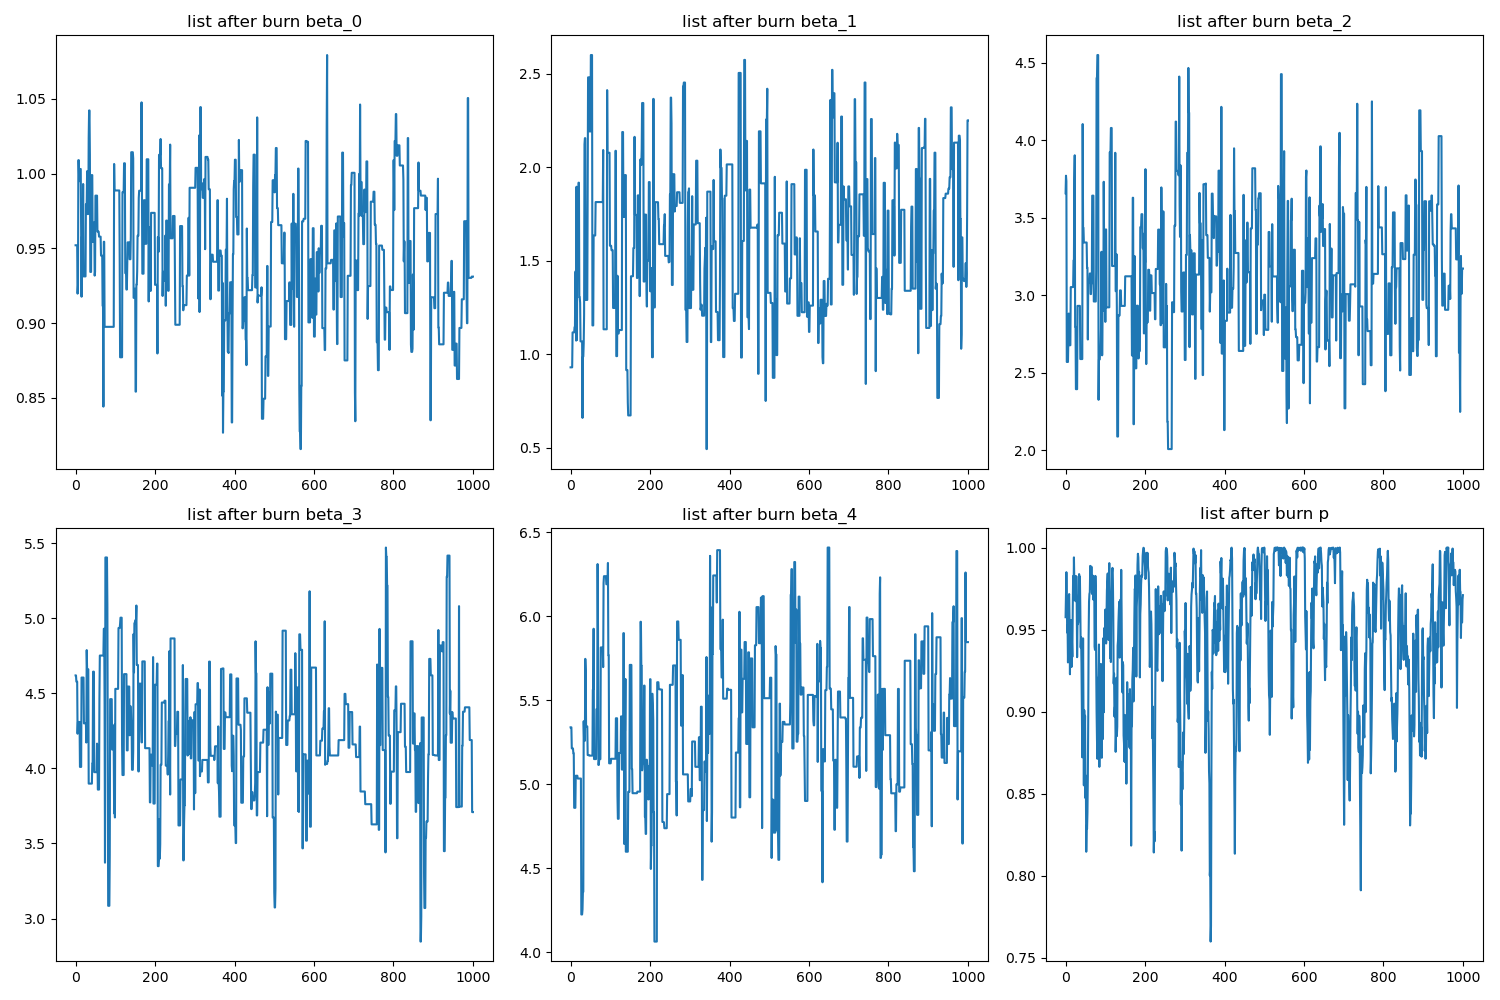 list after burn beta_0
1.05
1.00
0.95
0.90
0.85
0 200 400 600 800 1000
list after burn beta_1
2.5
2.0
1.5
1.0
0.5
0 200 400 600 800 1000
list after burn beta_2
4.5
4.0
3.5
3.0
2.5
2.0
0 200 400 600 800 1000
list after burn beta_3
5.5
5.0
4.5
4.0
3.5
3.0
0 200 400 600 800 1000
list after burn beta_4
6.5
6.0
5.5
5.0
4.5
4.0
0 200 400 600 800 1000
list after burn p
1.00
0.95
0.90
0.85
0.80
0.75
0 200 400 600 800 1000